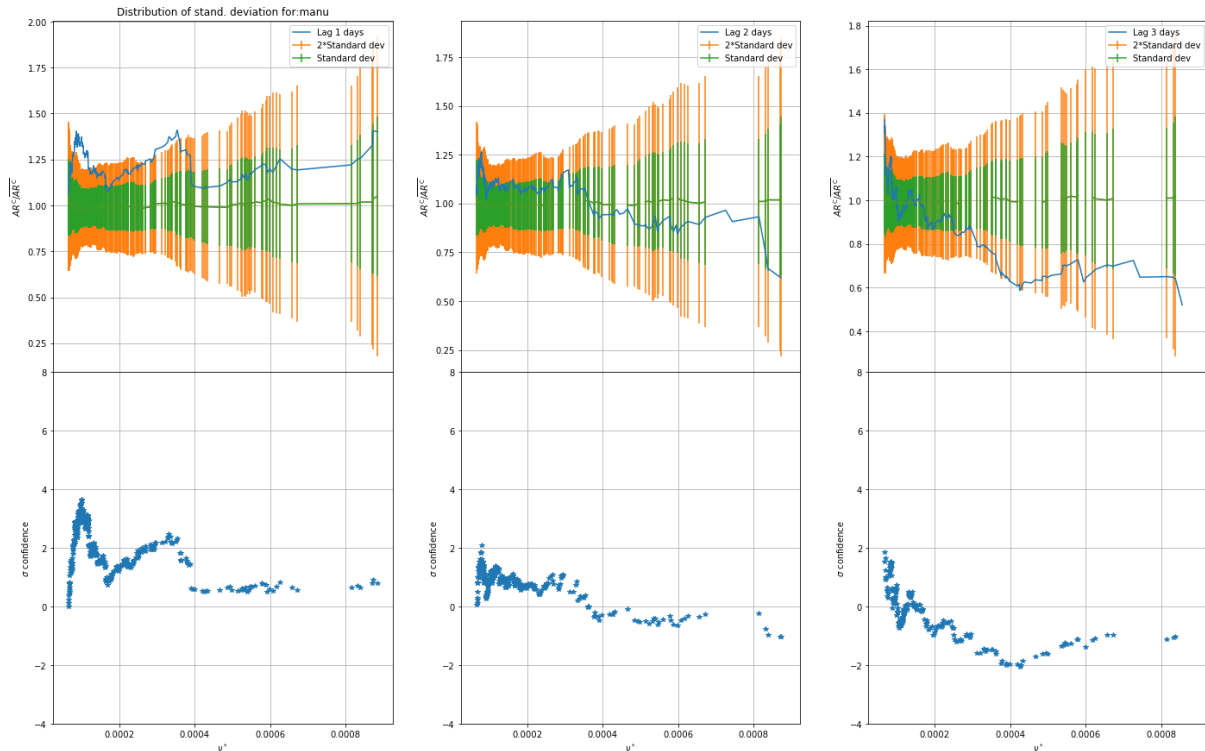 Distribution of stand. deviation for:manu
Lag 1 days
2*Standard dev
Standard dev
2.00
1.75
1.50
1.25
1.00
0.75
0.50
0.25
AR^c/AR^c
Lag 2 days
2*Standard dev
Standard dev
1.75
1.50
1.25
1.00
0.75
0.50
0.25
AR^c/AR^c
Lag 3 days
2*Standard dev
Standard dev
1.8
1.6
1.4
1.2
1.0
0.8
0.6
0.4
AR^c/AR^c
8
6
4
2
0
−2
−4
σ confidence
0.0002 0.0004 0.0006 0.0008
ν*
8
6
4
2
0
−2
−4
σ confidence
0.0002 0.0004 0.0006 0.0008
ν*
8
6
4
2
0
−2
−4
σ confidence
0.0002 0.0004 0.0006 0.0008
ν*